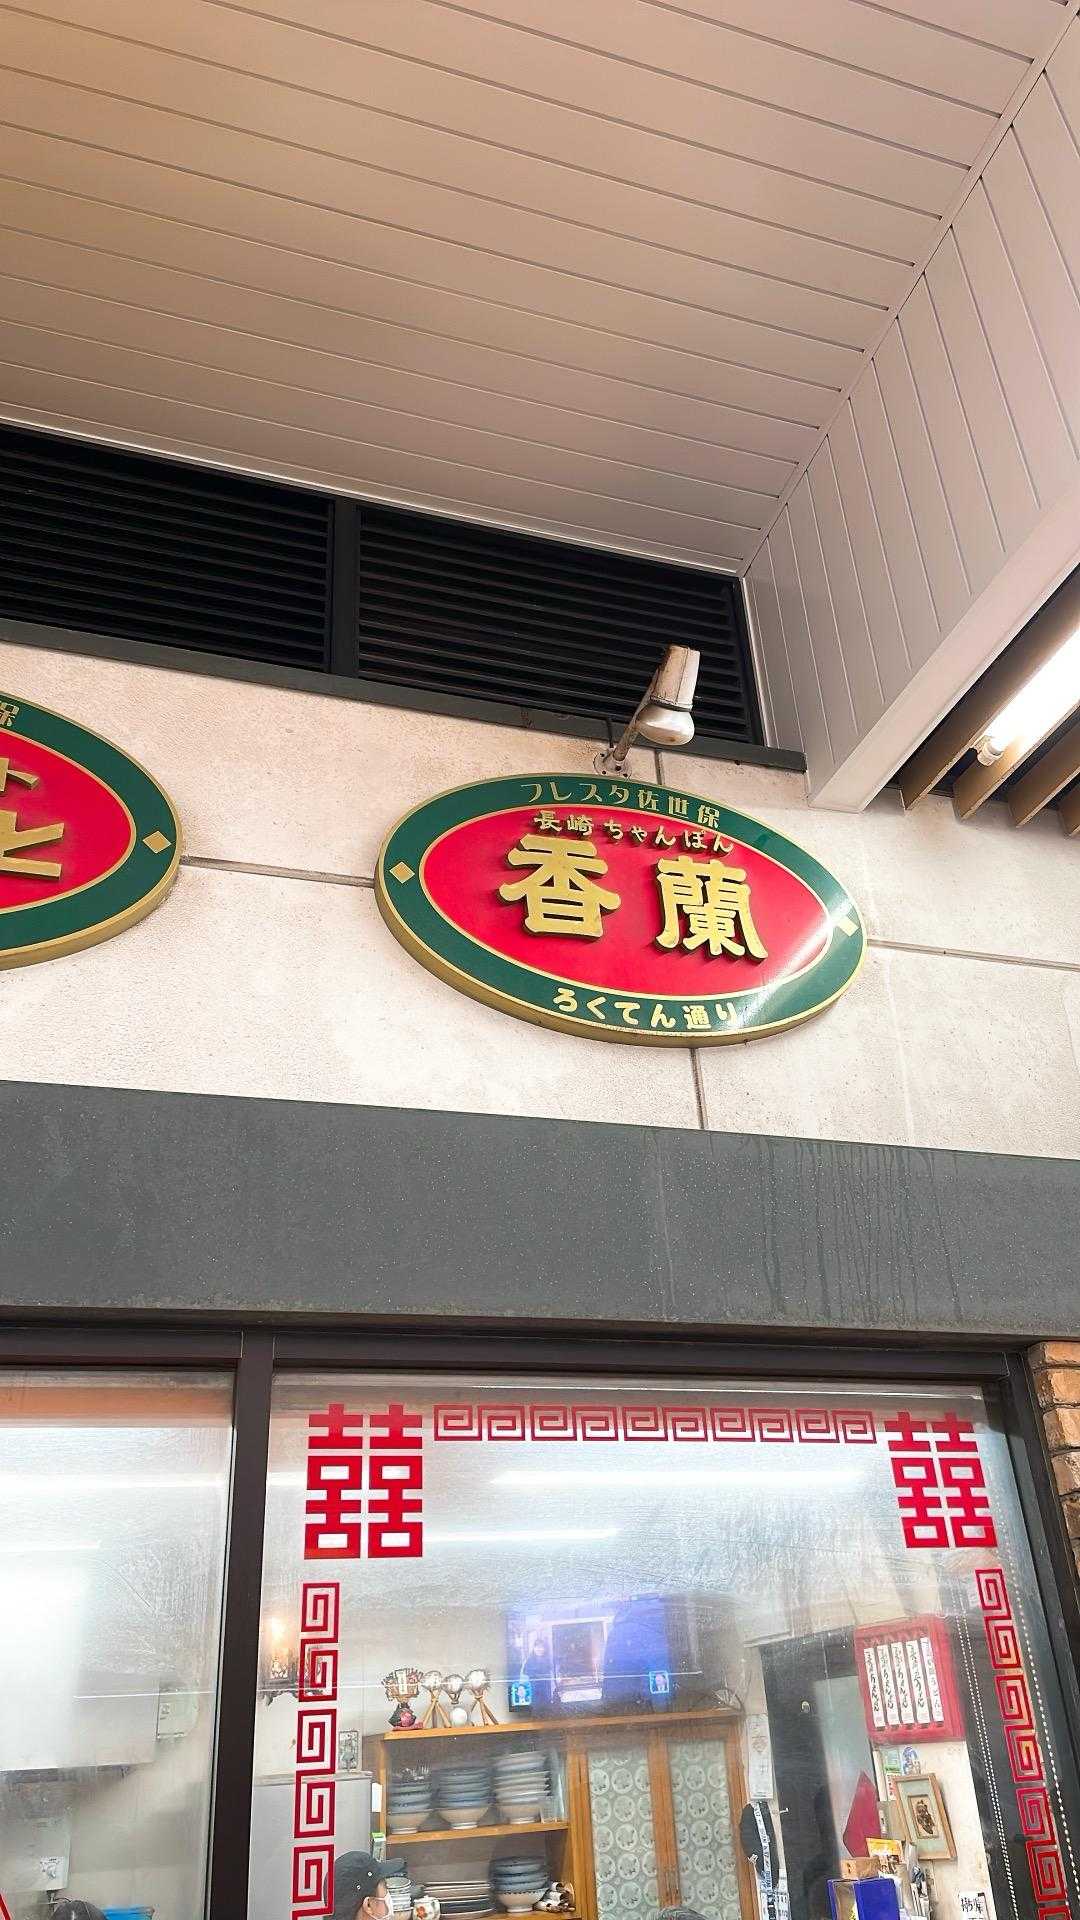 フレスタ佐世保
長崎ちゃんぽん
香蘭
ろくてん通り
保
囍
囍